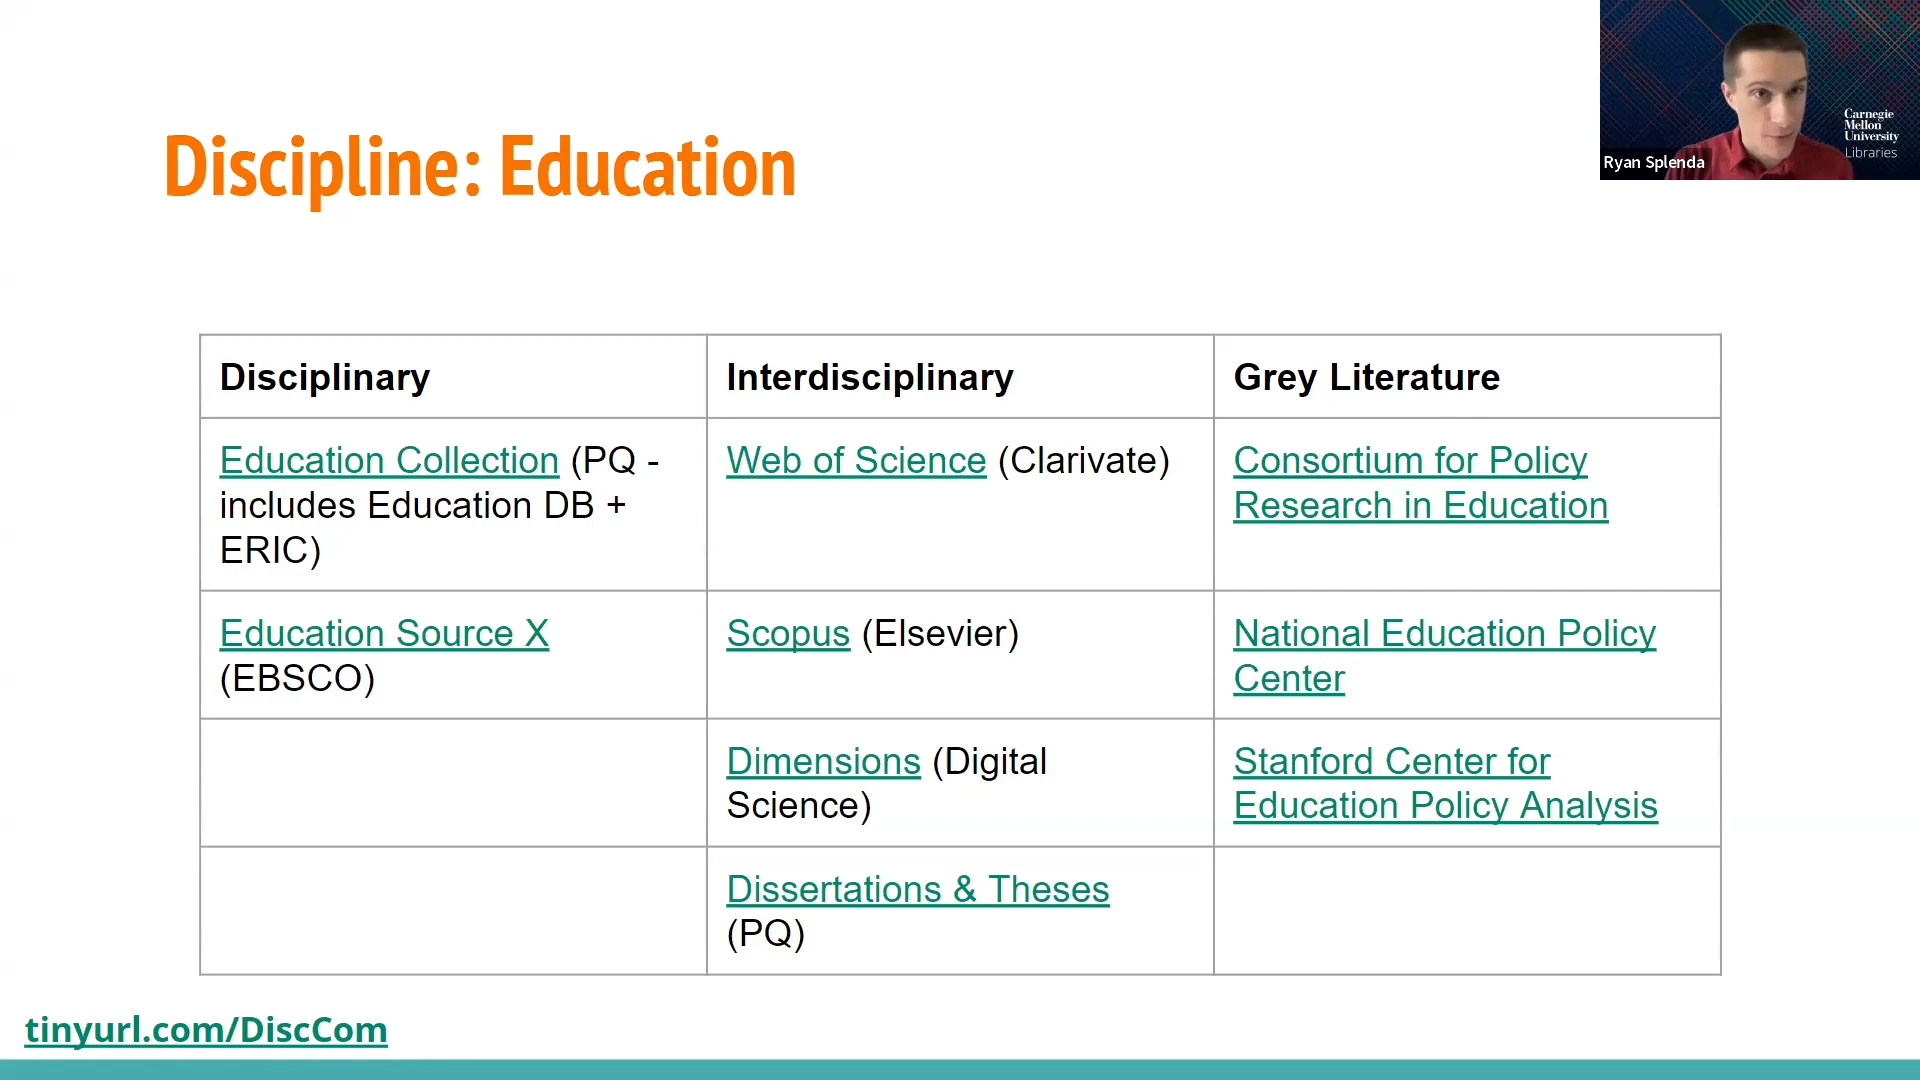 Discipline: Education
Carnegie
Mellon
University
Libraries
Ryan Splenda
Disciplinary
Interdisciplinary
Grey Literature
Education Collection (PQ -
includes Education DB +
ERIC)
Web of Science (Clarivate)
Consortium for Policy
Research in Education
Education Source X
(EBSCO)
Scopus (Elsevier)
National Education Policy
Center
Dimensions (Digital
Science)
Stanford Center for
Education Policy Analysis
Dissertations & Theses
(PQ)
tinyurl.com/DiscCom